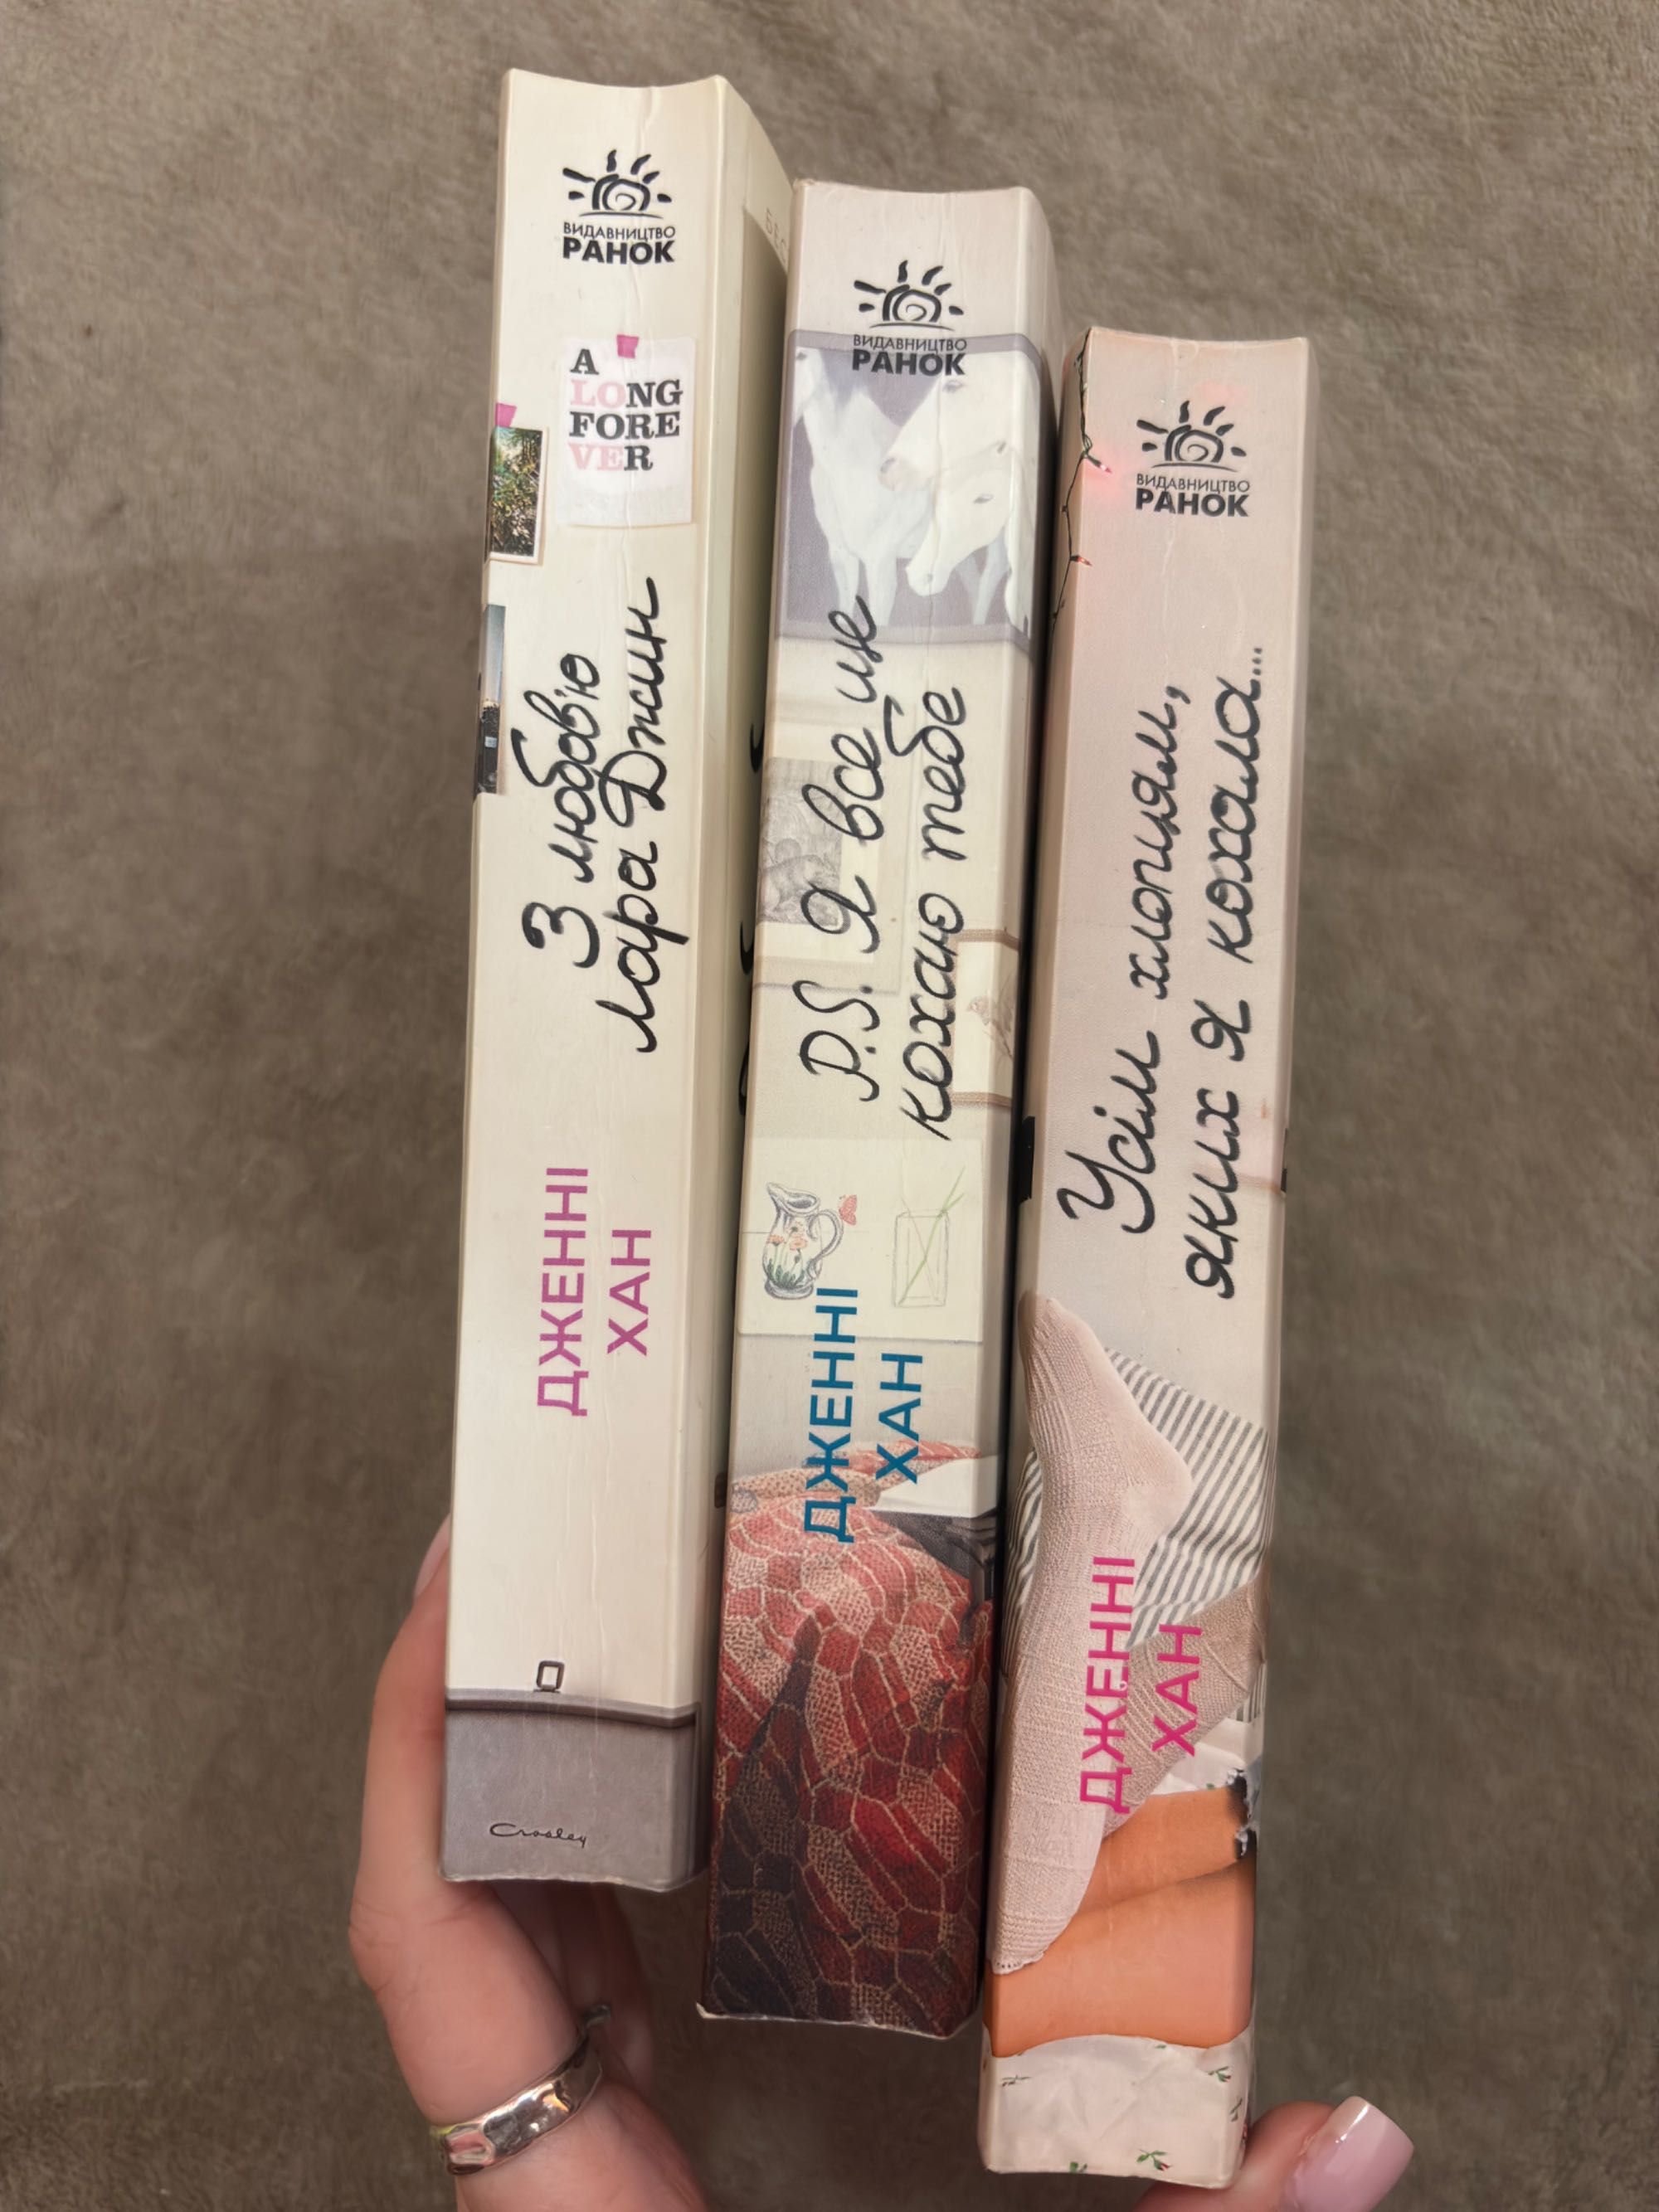 ВИДАВНИЦТВО
РАНОК
A
LONG
FORE
VER
З любов'ю
Лара Джин
ДЖЕННІ
ХАН
Crosley
ВИДАВНИЦТВО
РАНОК
P.S. Я все ще
кохаю тебе
ДЖЕННІ
ХАН
ВИДАВНИЦТВО
РАНОК
Усім хлопцям,
яких я кохала...
ДЖЕННІ
ХАН